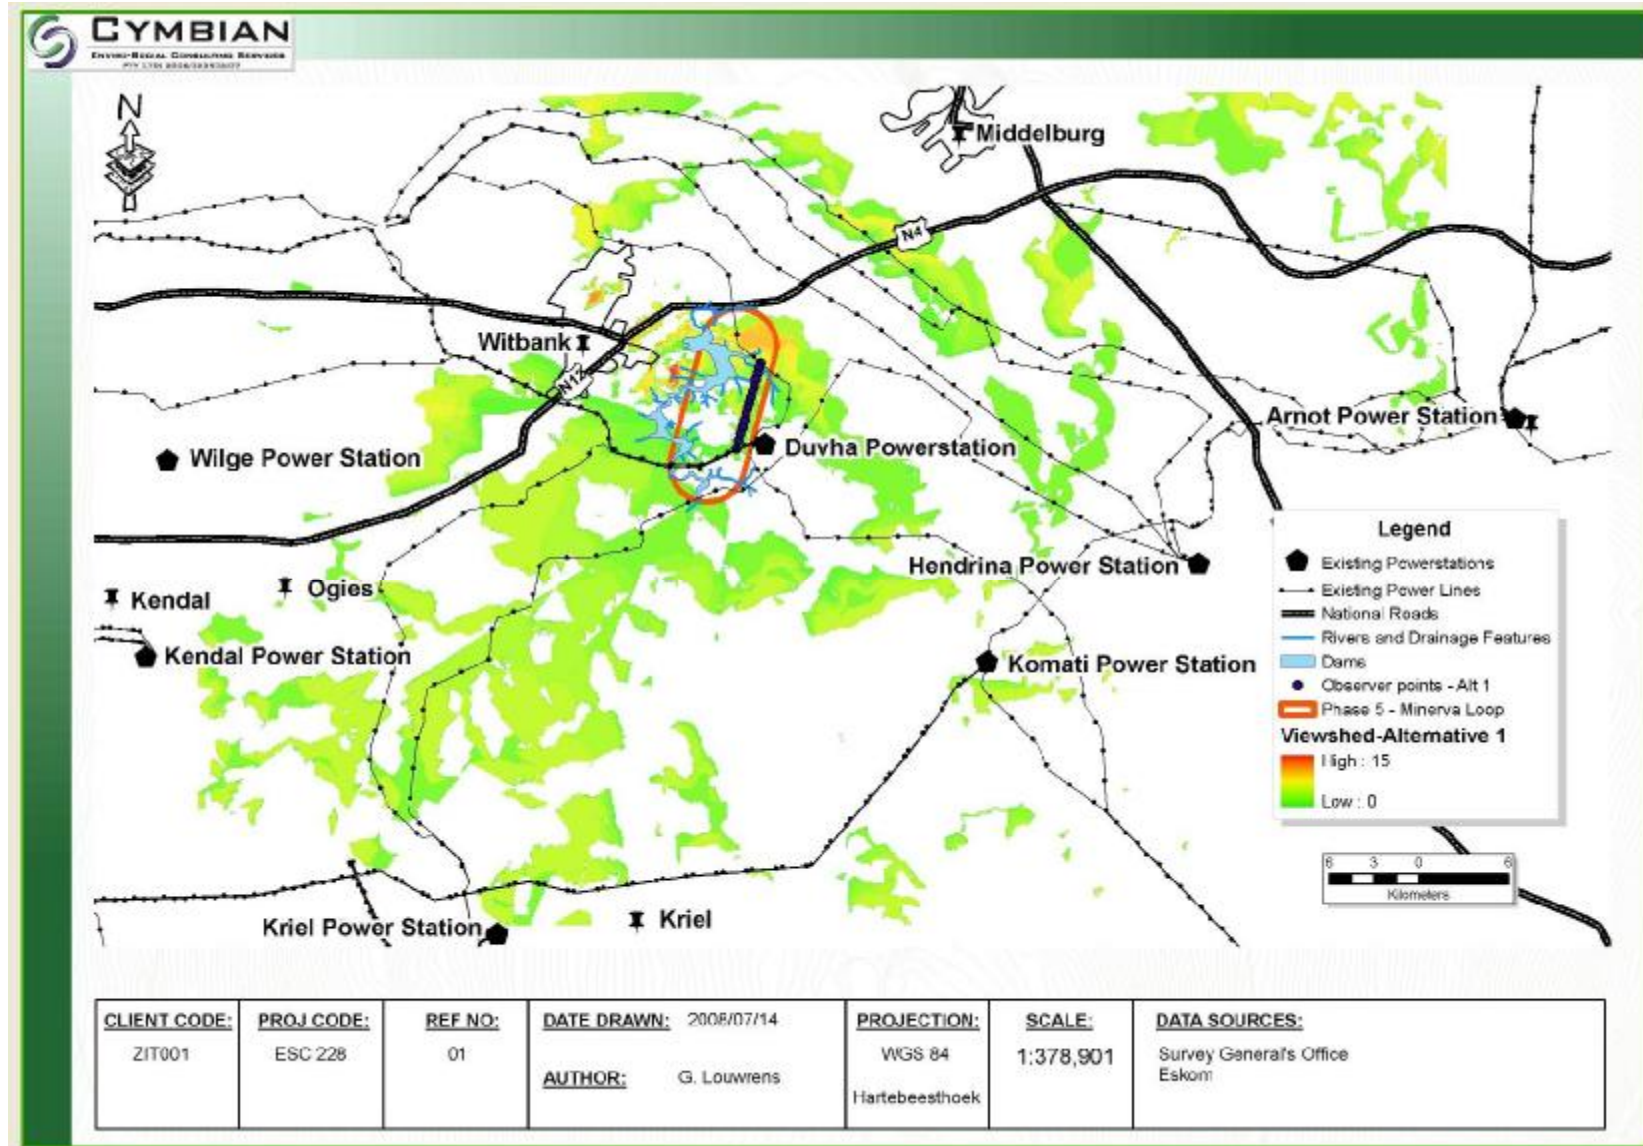 CYMBIAN
ENVIRO-SOCIAL CONSULTING SERVICES
N
Middelburg
N4
Witbank
N12
Arnot Power Station
Duvha Powerstation
Wilge Power Station
Hendrina Power Station
Ogies
Kendal
Kendal Power Station
Komati Power Station
Kriel
Kriel Power Station
Legend
Existing Powerstations
Existing Power Lines
National Roads
Rivers and Drainage Features
Dams
Observer points - Alt 1
Phase 5 - Minerva Loop
Viewshed-Alternative 1
High : 15
Low : 0
6 3 0 6
Kilometers
CLIENT CODE:
ZIT001
PROJ CODE:
ESC 228
REF NO:
01
DATE DRAWN: 2008/07/14
AUTHOR: G. Louwrens
PROJECTION:
WGS 84
Hartebeesthoek
SCALE:
1:378,901
DATA SOURCES:
Survey General's Office
Eskom